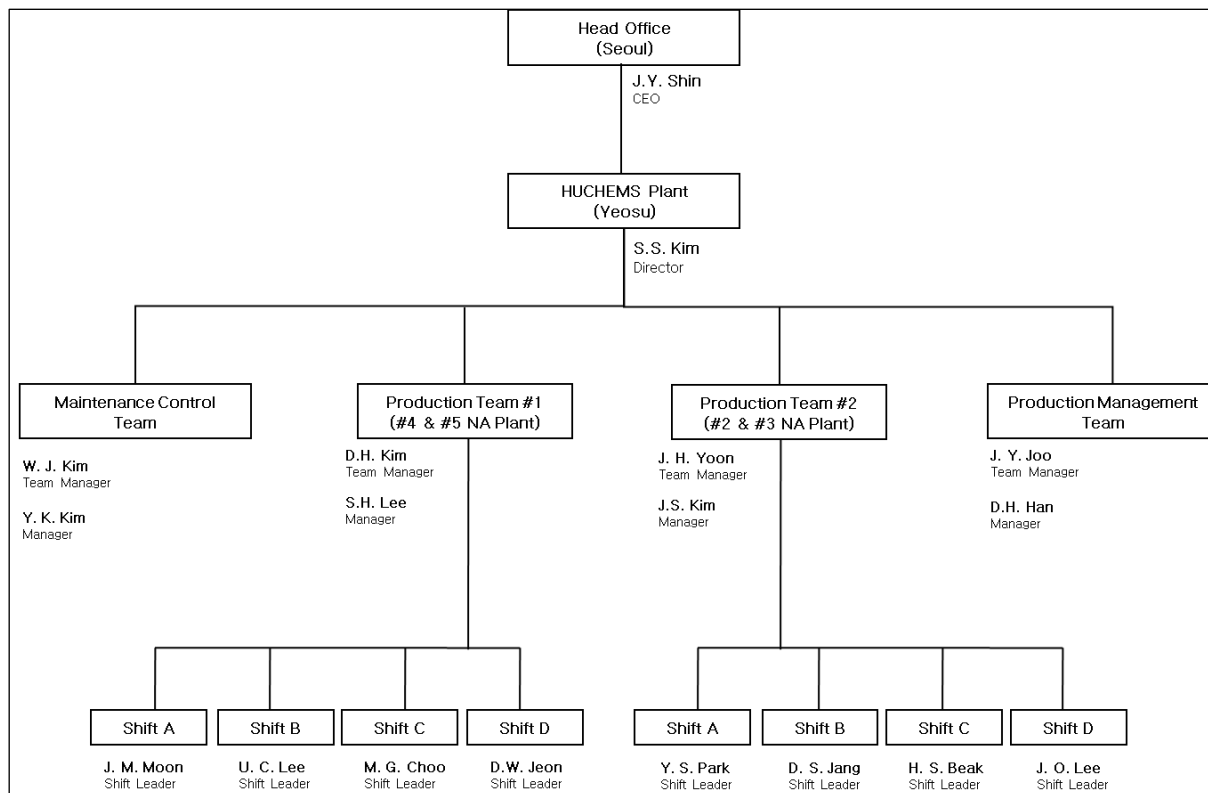 Head Office
(Seoul)
J.Y. Shin
CEO
HUCHEMS Plant
(Yeosu)
S.S. Kim
Director
Maintenance Control
Team
W. J. Kim
Team Manager
Y. K. Kim
Manager
Production Team #1
(#4 & #5 NA Plant)
D.H. Kim
Team Manager
S.H. Lee
Manager
Production Team #2
(#2 & #3 NA Plant)
J. H. Yoon
Team Manager
J.S. Kim
Manager
Production Management
Team
J. Y. Joo
Team Manager
D.H. Han
Manager
Shift A
J. M. Moon
Shift Leader
Shift B
U. C. Lee
Shift Leader
Shift C
M. G. Choo
Shift Leader
Shift D
D.W. Jeon
Shift Leader
Shift A
Y. S. Park
Shift Leader
Shift B
D. S. Jang
Shift Leader
Shift C
H. S. Beak
Shift Leader
Shift D
J. O. Lee
Shift Leader